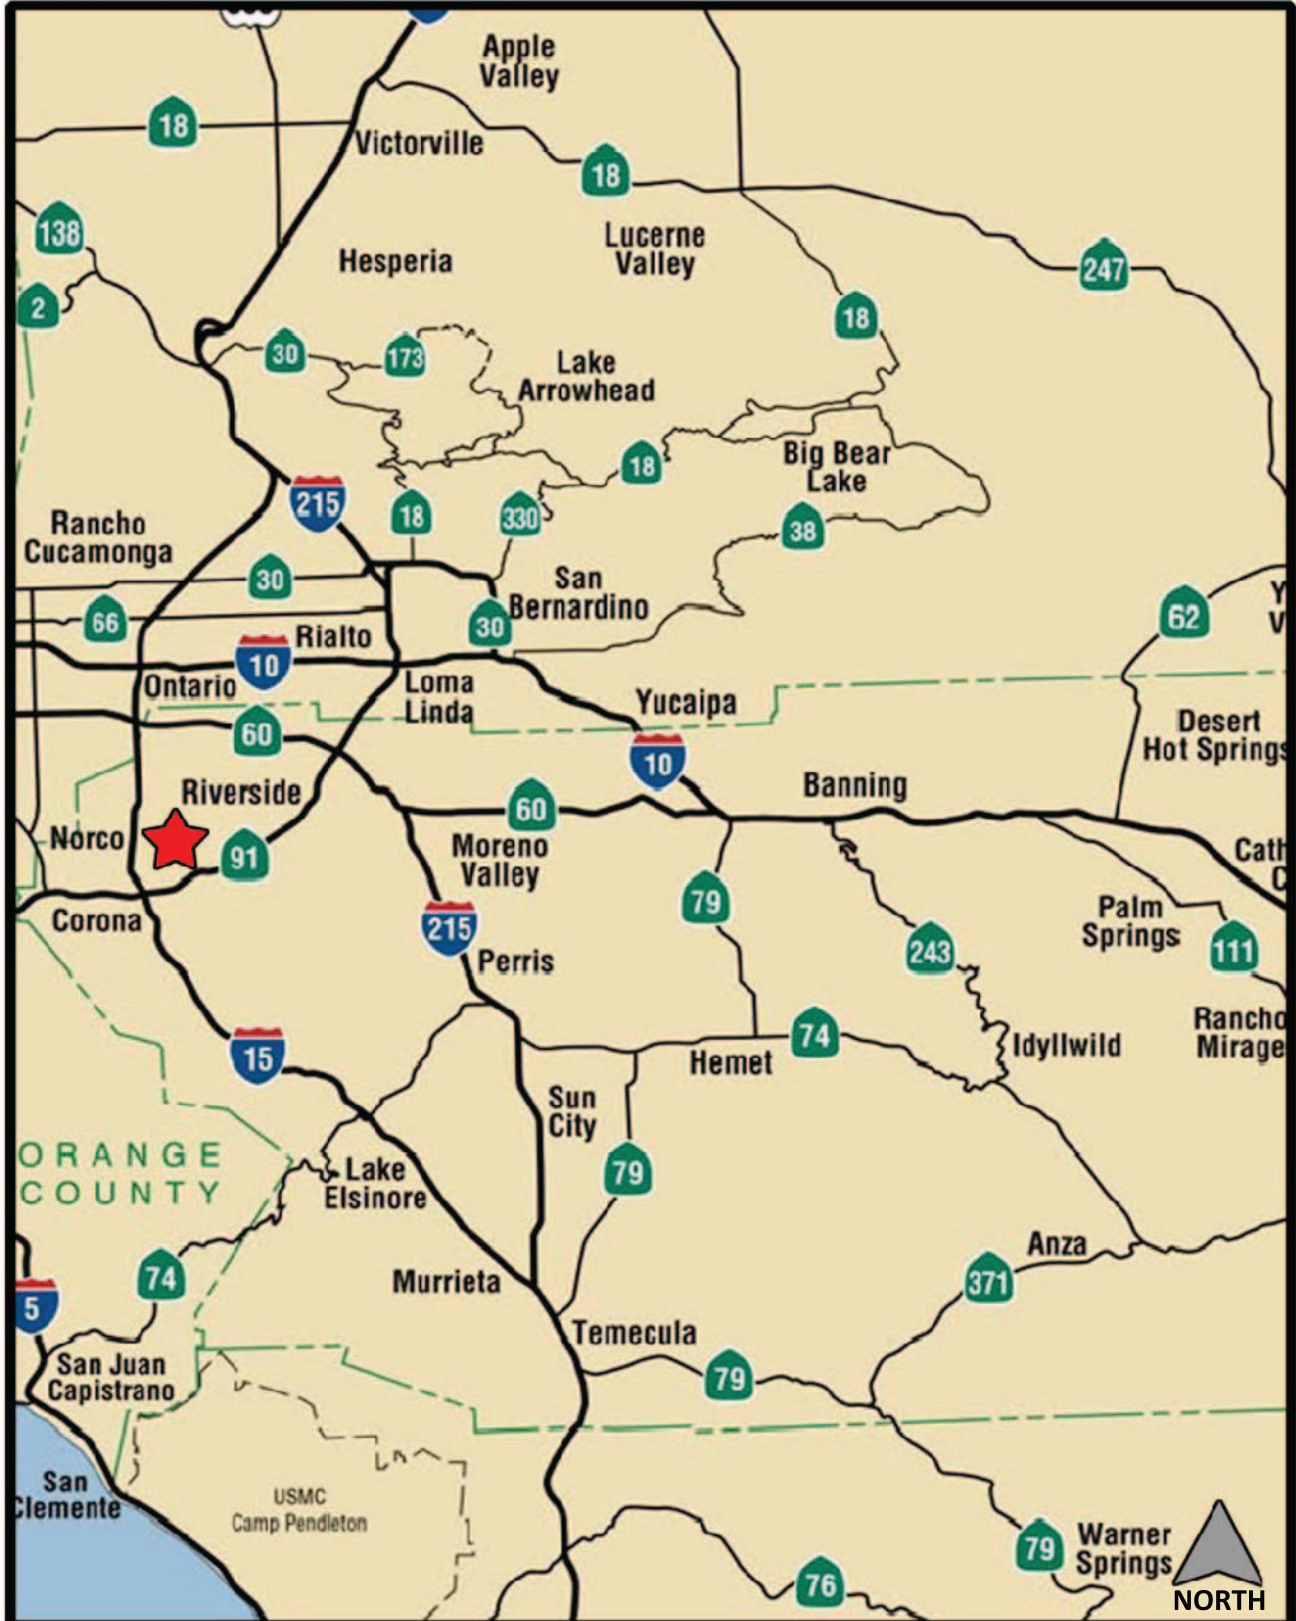 Apple
Valley
18
Victorville
18
138
Lucerne
Valley
Hesperia
247
2
18
30
173
Lake
Arrowhead
18
Big Bear
Lake
215
18
330
38
Rancho
Cucamonga
30
San
Bernardino
62
Y
V
66
30
Rialto
10
Ontario
Loma
Linda
Yucaipa
60
Desert
Hot Springs
10
Riverside
Banning
60
Norco
91
Moreno
Valley
Cath
C
79
Corona
Palm
Springs
215
243
111
Perris
Rancho
Mirage
15
74
Idyllwild
Hemet
Sun
City
ORANGE
COUNTY
Lake
Elsinore
79
Anza
74
Murrieta
371
5
Temecula
San Juan
Capistrano
79
San
Clemente
USMC
Camp Pendleton
79
Warner
Springs
76
NORTH